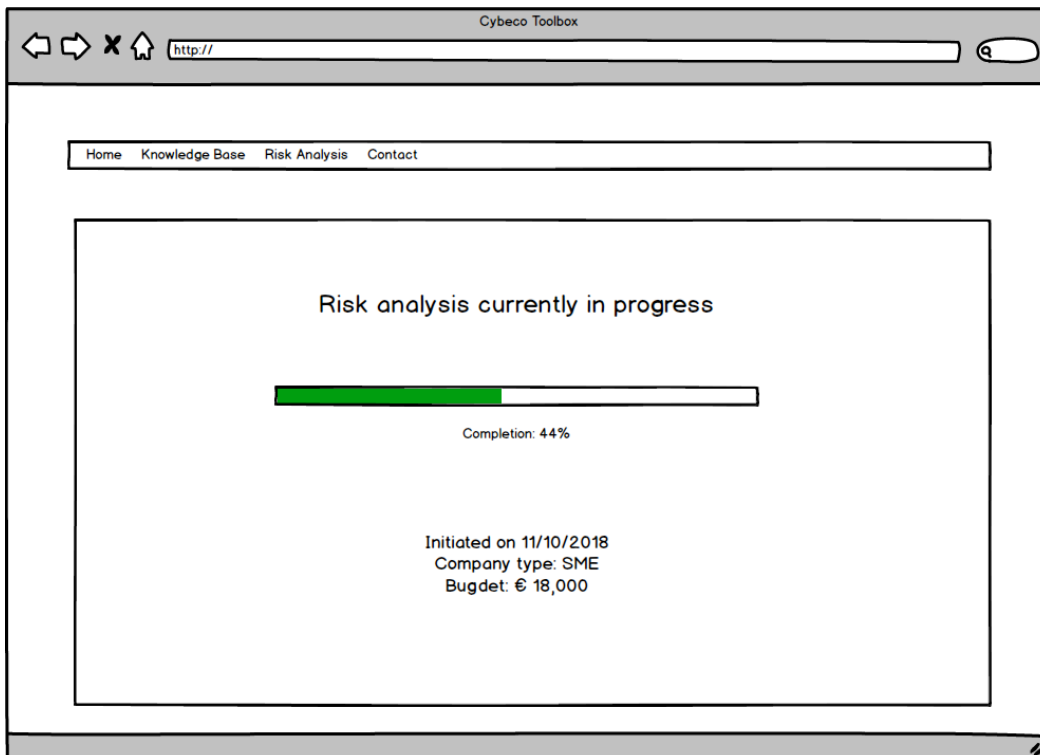 Cybeco Toolbox
http://
Home Knowledge Base Risk Analysis Contact
Risk analysis currently in progress
Completion: 44%
Initiated on 11/10/2018
Company type: SME
Bugdet: € 18,000